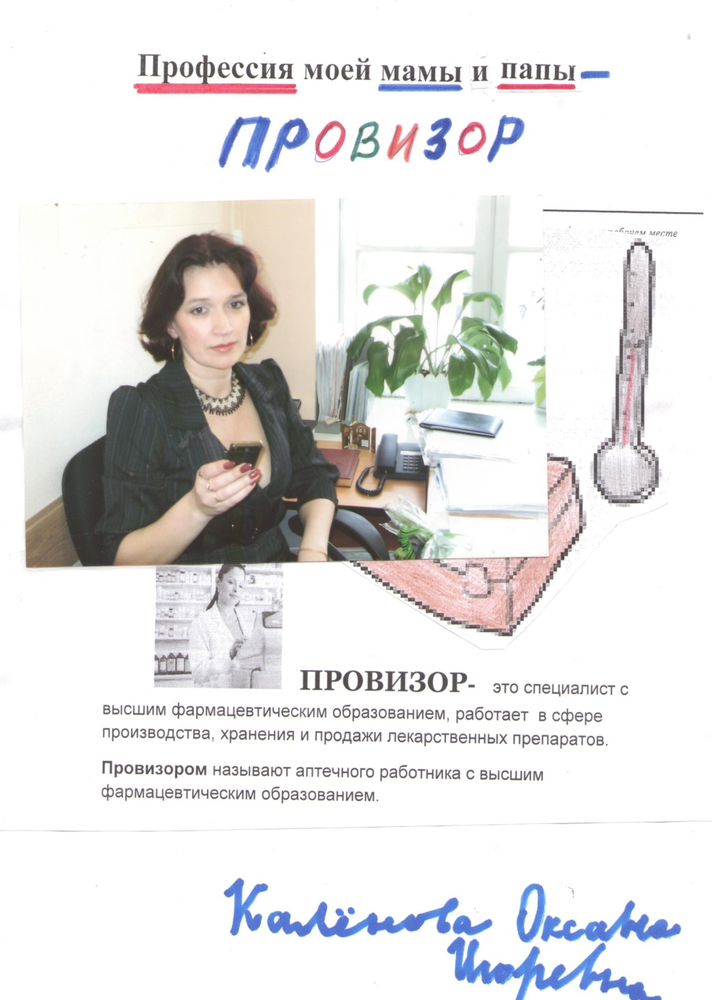 Профессия моей мамы и папы–
ПРОВИЗОР
рабочем месте
ПРОВИЗОР- это специалист с
высшим фармацевтическим образованием, работает в сфере
производства, хранения и продажи лекарственных препаратов.
Провизором называют аптечного работника с высшим
фармацевтическим образованием.
Калёнова Оксана
Игоревна